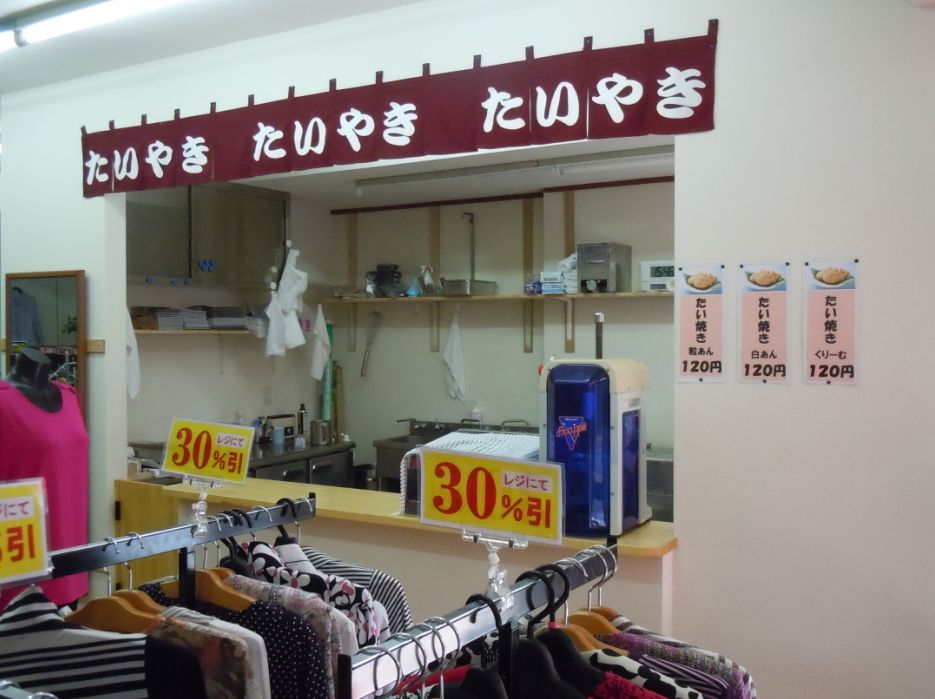 たいやき たいやき たいやき
たい焼き
粒あん
120円
たい焼き
白あん
120円
たい焼き
くりーむ
120円
レジにて
30%引
レジにて
30%引
にて
%引